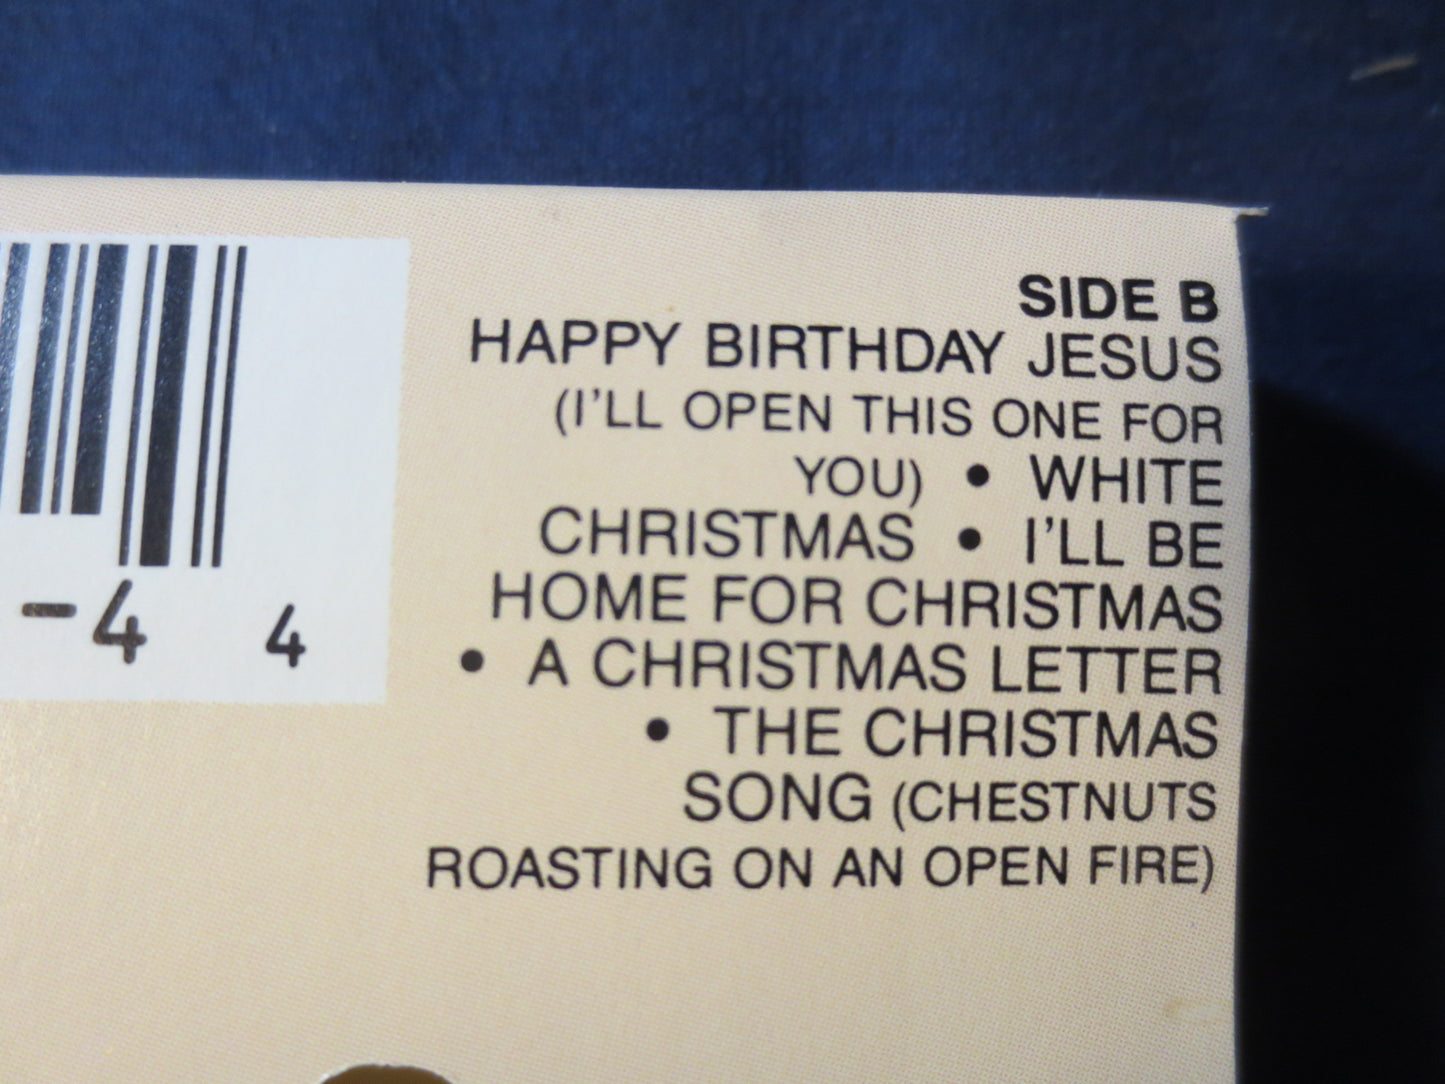 SIDE B
HAPPY BIRTHDAY JESUS
(I'LL OPEN THIS ONE FOR
YOU) • WHITE
CHRISTMAS • I'LL BE
HOME FOR CHRISTMAS
• A CHRISTMAS LETTER
• THE CHRISTMAS
SONG (CHESTNUTS
ROASTING ON AN OPEN FIRE)
-4 4